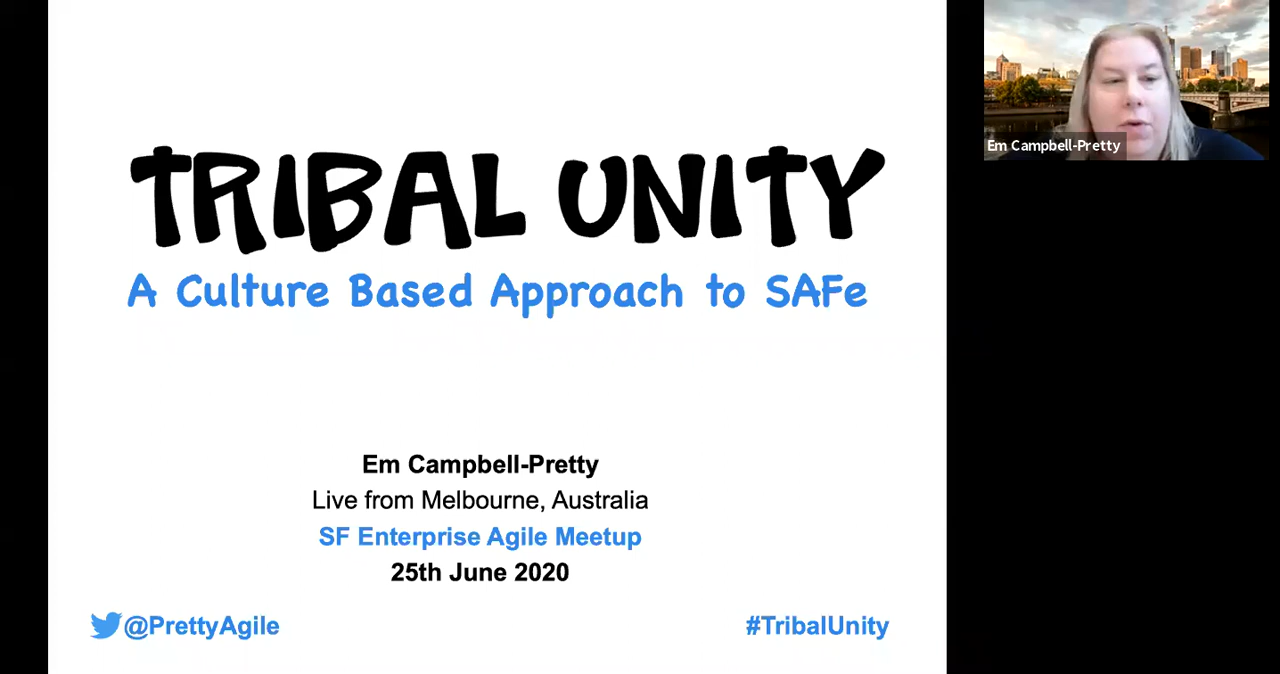 TRIBAL UNITY
A Culture Based Approach to SAFe
Em Campbell-Pretty
Live from Melbourne, Australia
SF Enterprise Agile Meetup
25th June 2020
@PrettyAgile
#TribalUnity
Em Campbell-Pretty